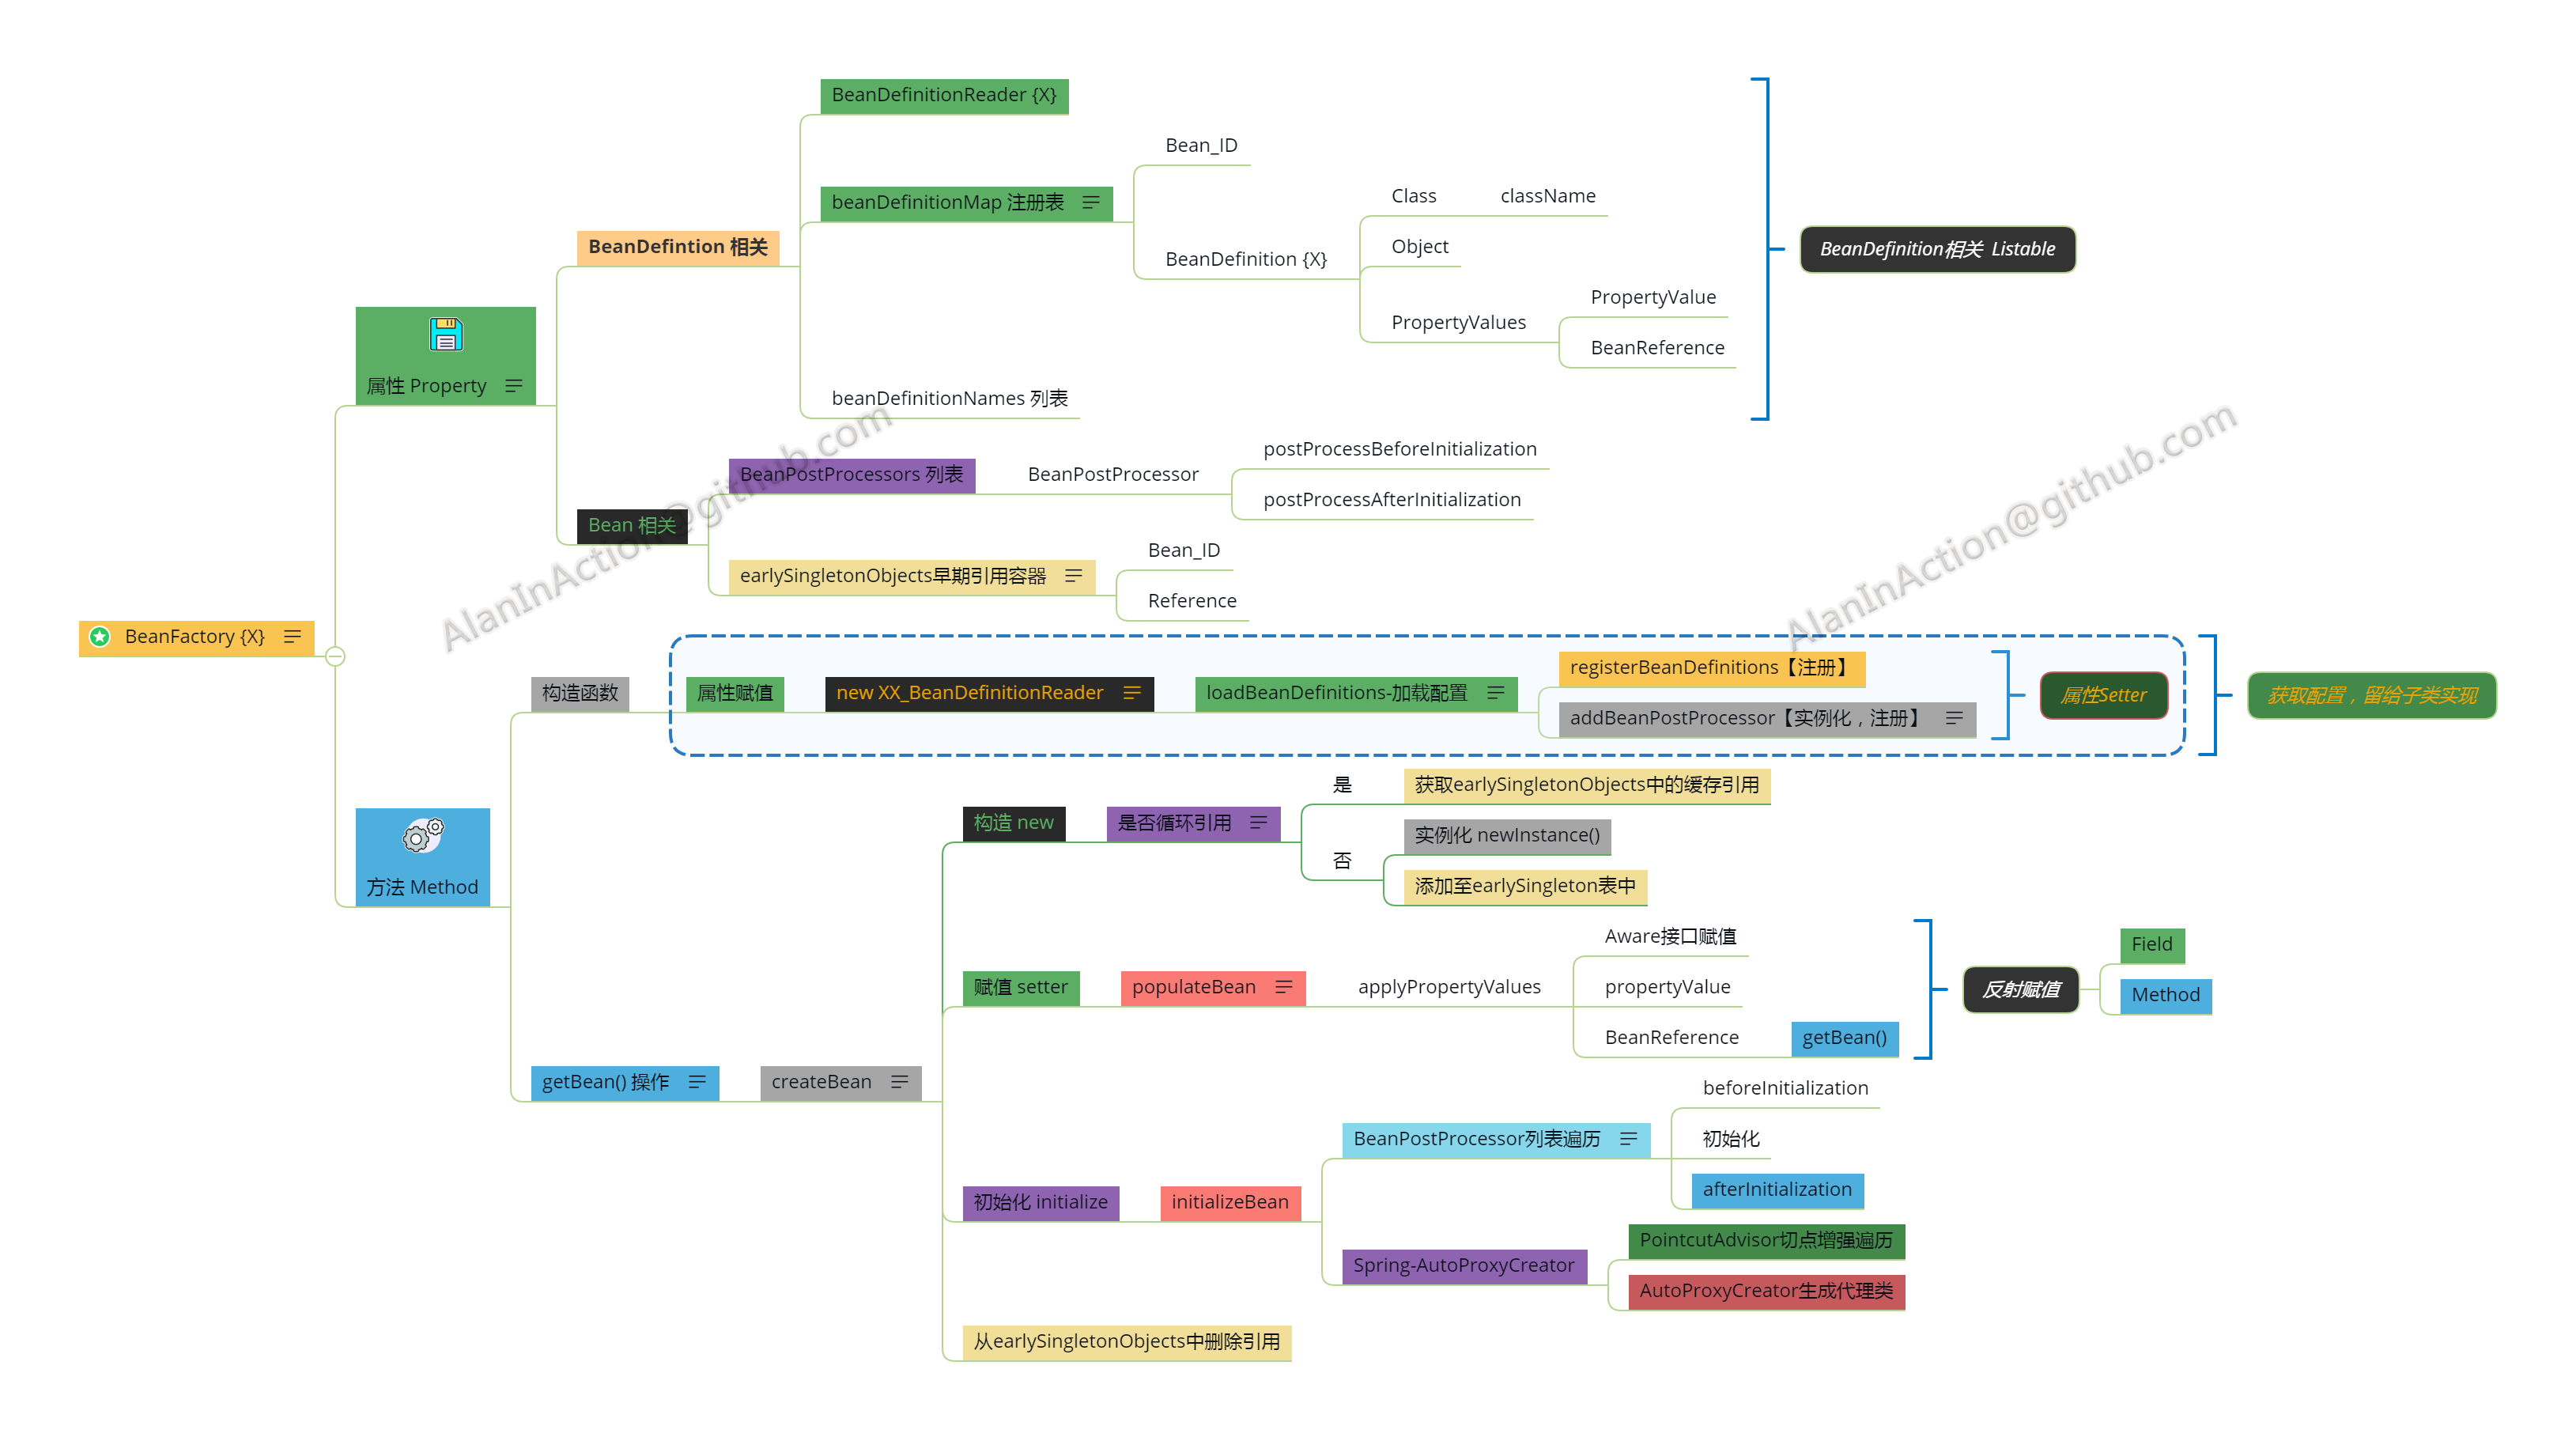 BeanFactory {X}
属性 Property
BeanDefintion 相关
BeanDefinitionReader {X}
beanDefinitionMap 注册表
Bean_ID
BeanDefinition {X}
Class
className
Object
PropertyValues
PropertyValue
BeanReference
beanDefinitionNames 列表
BeanDefinition相关 Listable
Bean 相关
BeanPostProcessors 列表
BeanPostProcessor
postProcessBeforeInitialization
postProcessAfterInitialization
earlySingletonObjects早期引用容器
Bean_ID
Reference
方法 Method
构造函数
属性赋值
new XX_BeanDefinitionReader
loadBeanDefinitions-加载配置
registerBeanDefinitions【注册】
addBeanPostProcessor【实例化，注册】
属性Setter
获取配置，留给子类实现
getBean() 操作
createBean
构造 new
是否循环引用
是
获取earlySingletonObjects中的缓存引用
否
实例化 newInstance()
添加至earlySingleton表中
赋值 setter
populateBean
applyPropertyValues
Aware接口赋值
propertyValue
BeanReference
getBean()
反射赋值
Field
Method
初始化 initialize
initializeBean
BeanPostProcessor列表遍历
beforeInitialization
初始化
afterInitialization
Spring-AutoProxyCreator
PointcutAdvisor切点增强遍历
AutoProxyCreator生成代理类
从earlySingletonObjects中删除引用
AlanInAction@github.com
AlanInAction@github.com